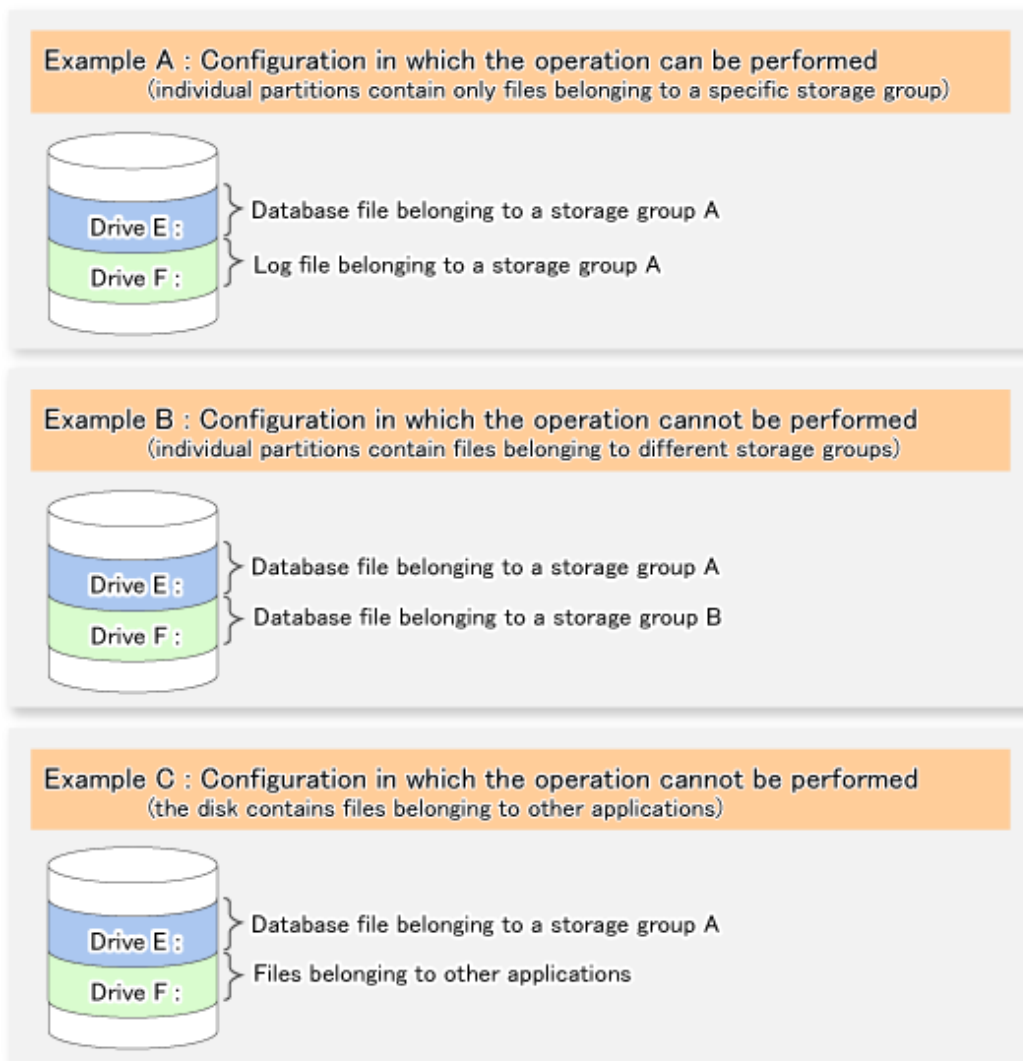 Example A : Configuration in which the operation can be performed
(individual partitions contain only files belonging to a specific storage group)
Drive E :
Database file belonging to a storage group A
Drive F :
Log file belonging to a storage group A
Example B : Configuration in which the operation cannot be performed
(individual partitions contain files belonging to different storage groups)
Drive E :
Database file belonging to a storage group A
Drive F :
Database file belonging to a storage group B
Example C : Configuration in which the operation cannot be performed
(the disk contains files belonging to other applications)
Drive E :
Database file belonging to a storage group A
Drive F :
Files belonging to other applications